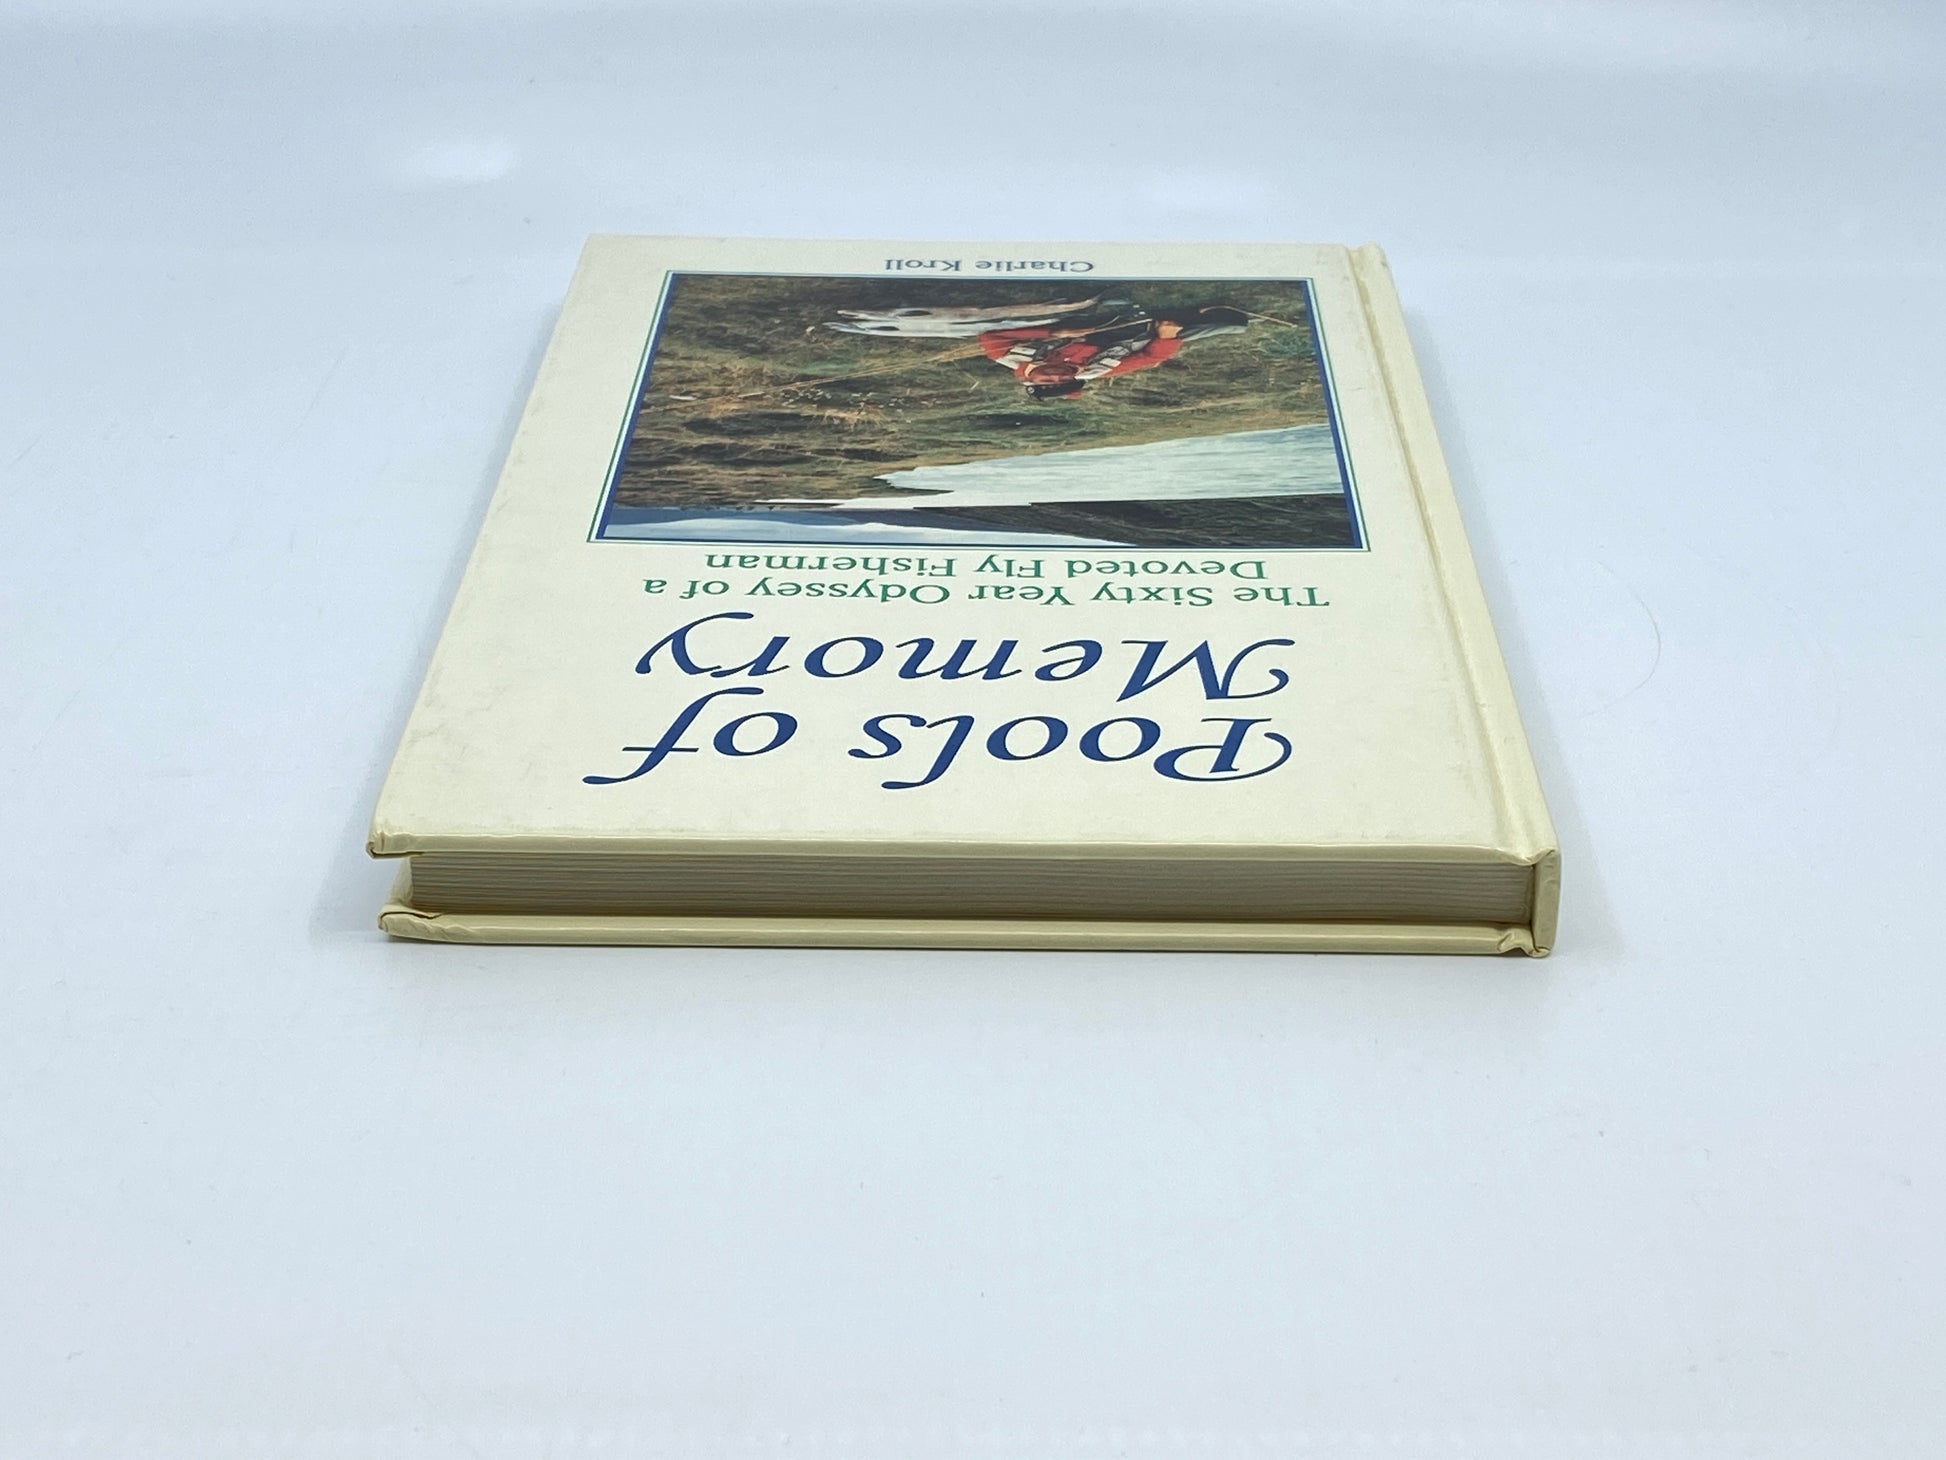 Pools of
Memory
The Sixty Year Odyssey of a
Devoted Fly Fisherman
Charlie Kroll